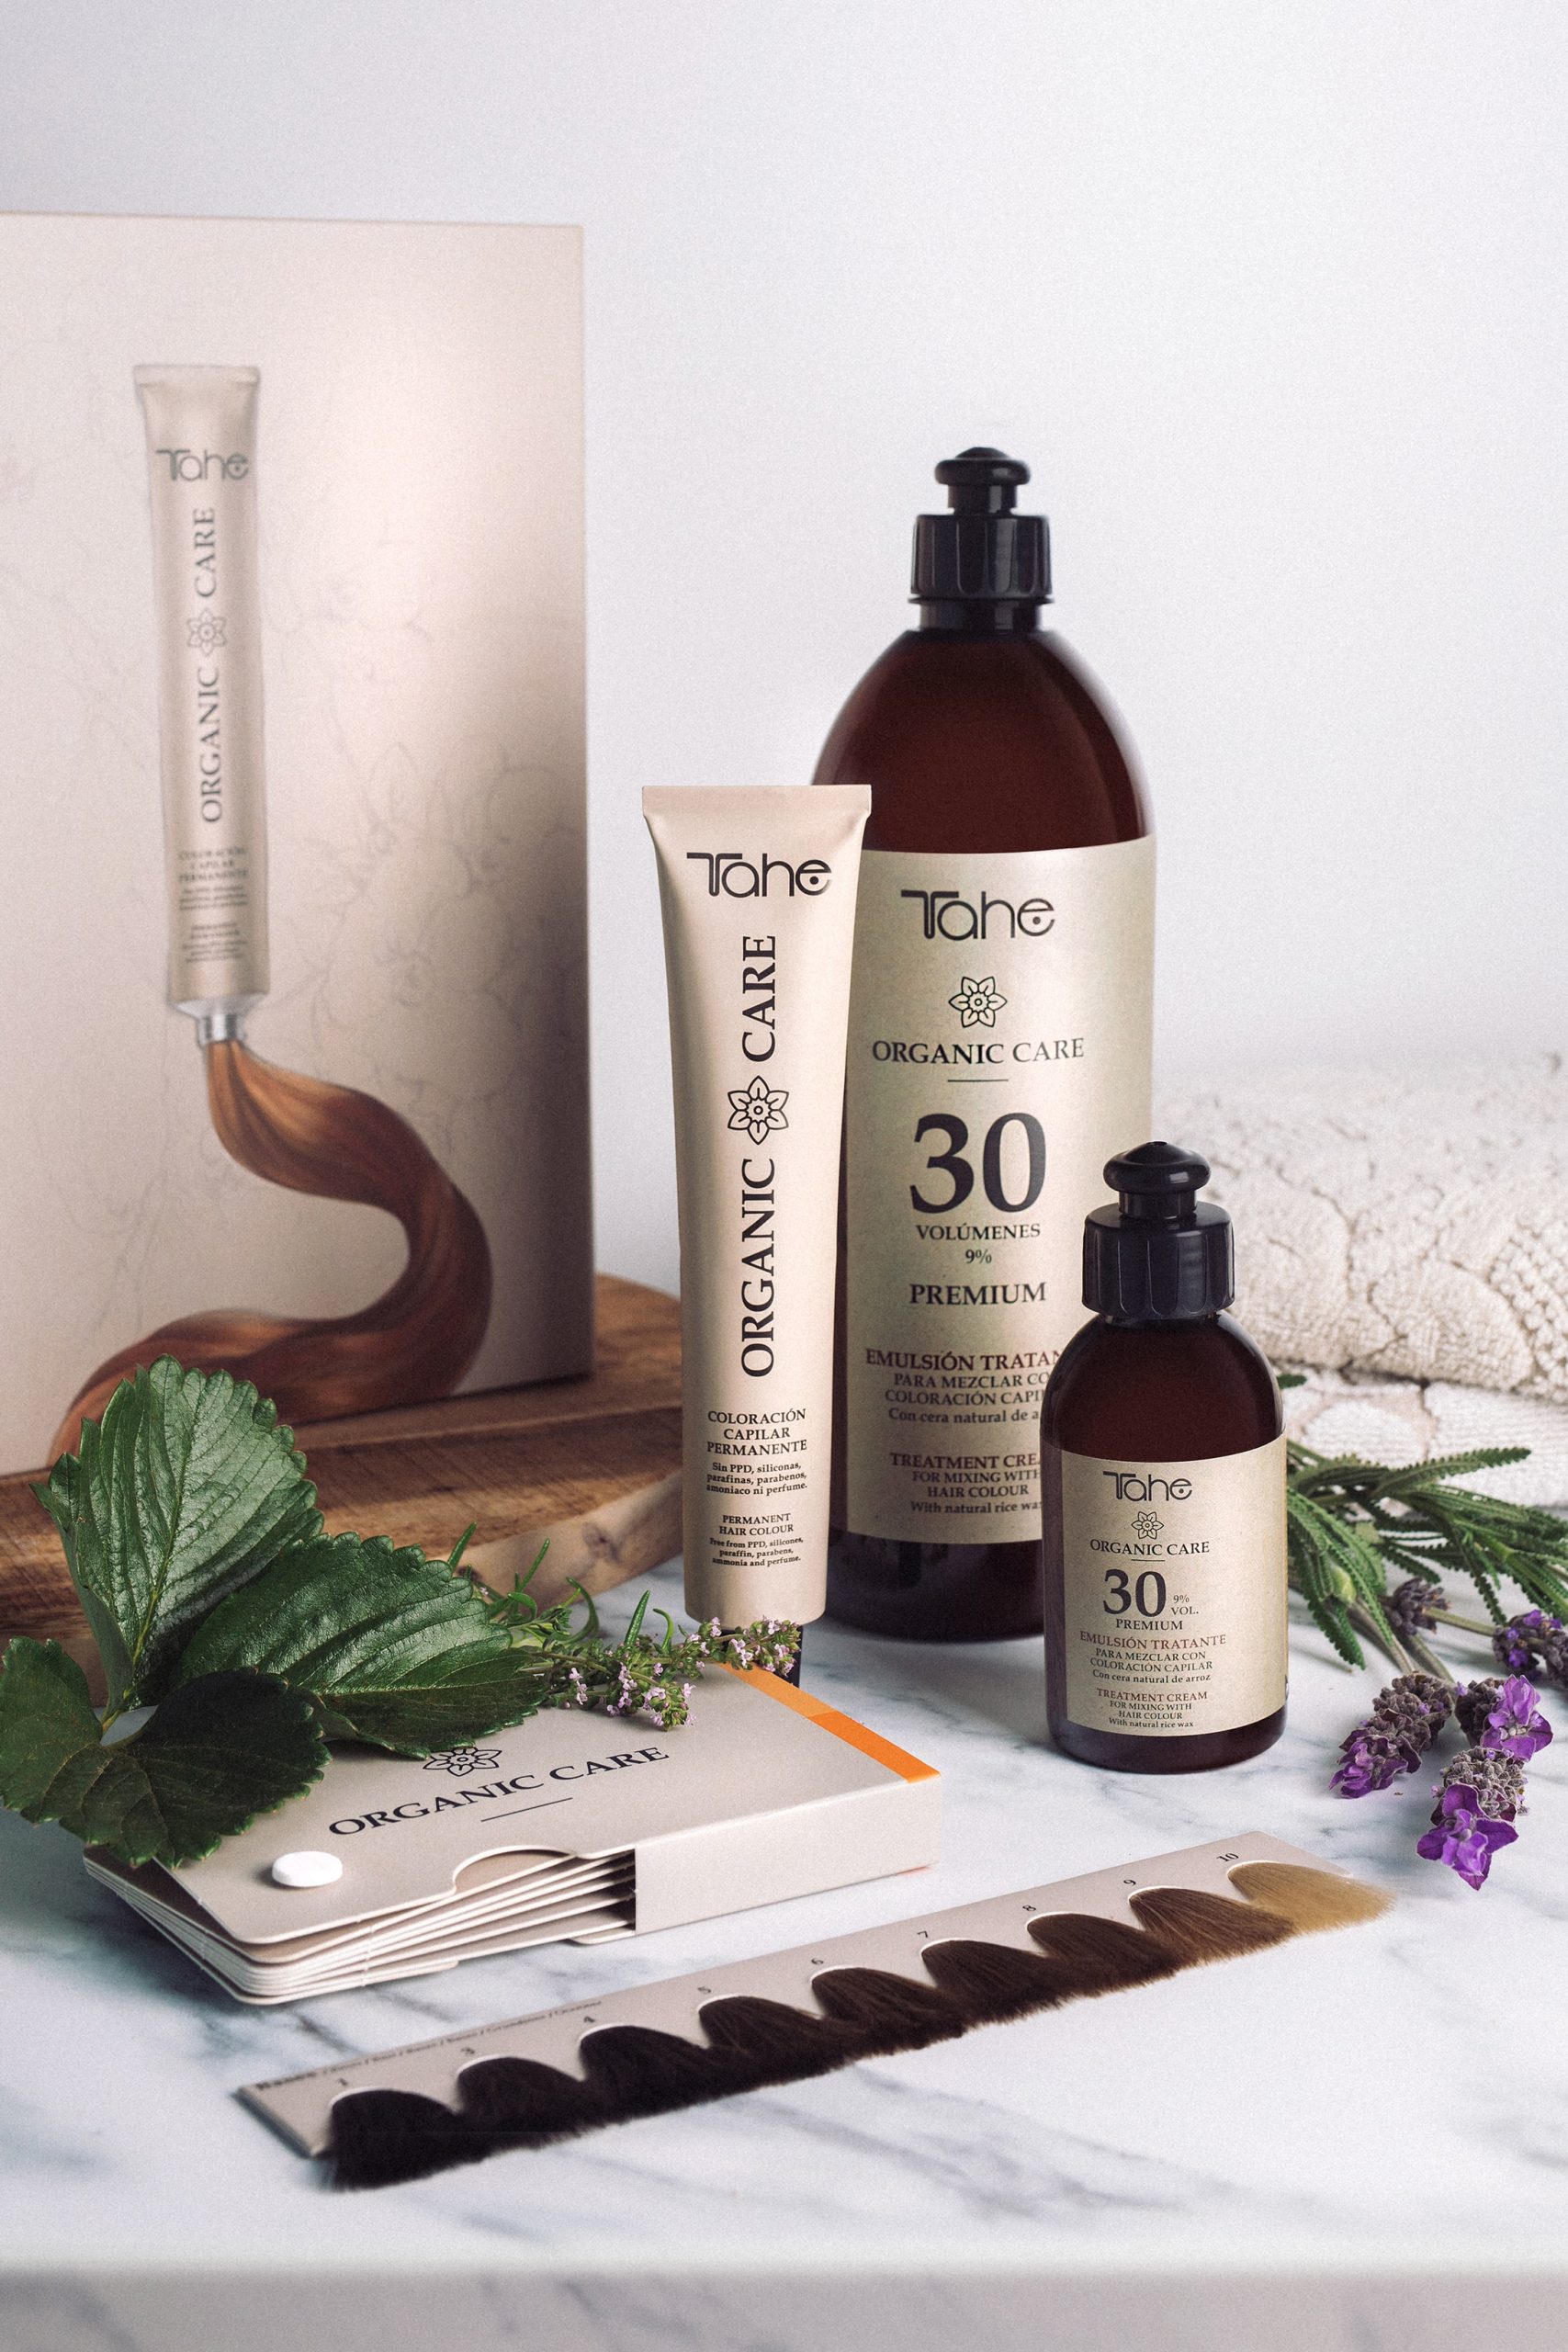 Tahe
ORGANIC CARE
COLORACIÓN
CAPILAR
PERMANENTE
Tahe
ORGANIC CARE
COLORACIÓN
CAPILAR
PERMANENTE
Sin PPD, siliconas,
parafinas, parabenos,
amoniaco ni perfume.
PERMANENT
HAIR COLOUR
Free from PPD, silicones,
paraffin, parabens,
ammonia and perfume.
Tahe
ORGANIC CARE
30
VOLÚMENES
9%
PREMIUM
EMULSIÓN TRATAN
PARA MEZCLAR CO
COLORACIÓN CAPI
Con cera natural de a
TREATMENT CREA
FOR MIXING WITH
HAIR COLOUR
With natural rice wax
Tahe
ORGANIC CARE
30 9% VOL.
PREMIUM
EMULSIÓN TRATANTE
PARA MEZCLAR CON
COLORACIÓN CAPILAR
Con cera natural de arroz
TREATMENT CREAM
FOR MIXING WITH
HAIR COLOUR
With natural rice wax
ORGANIC CARE
1 3 4 5 6 7 8 9 10